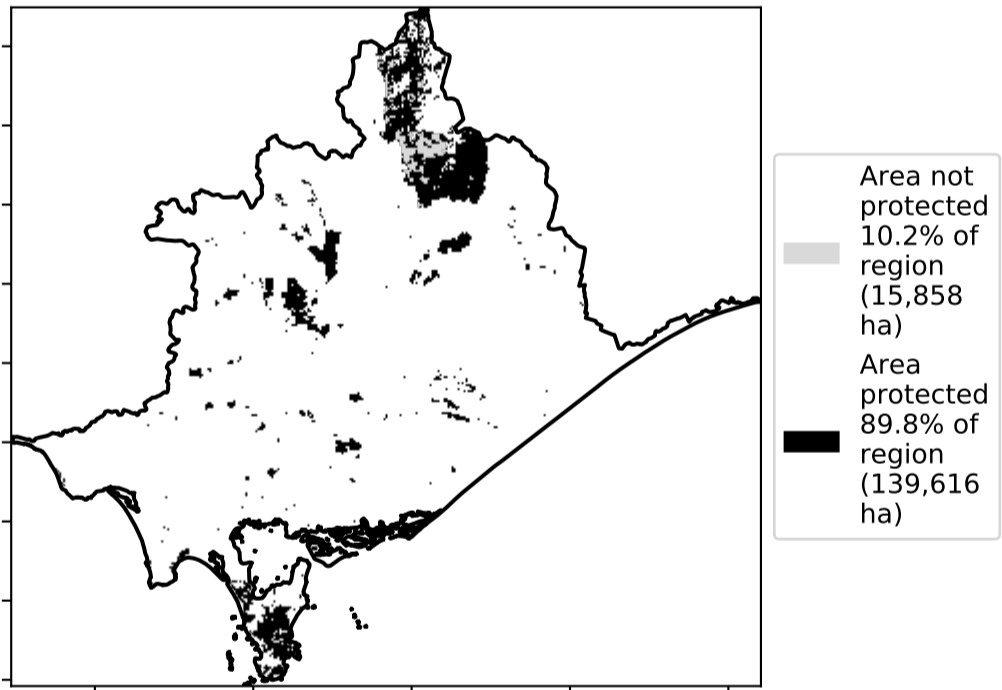 Area not
protected
10.2% of
region
(15,858
ha)
Area
protected
89.8% of
region
(139,616
ha)